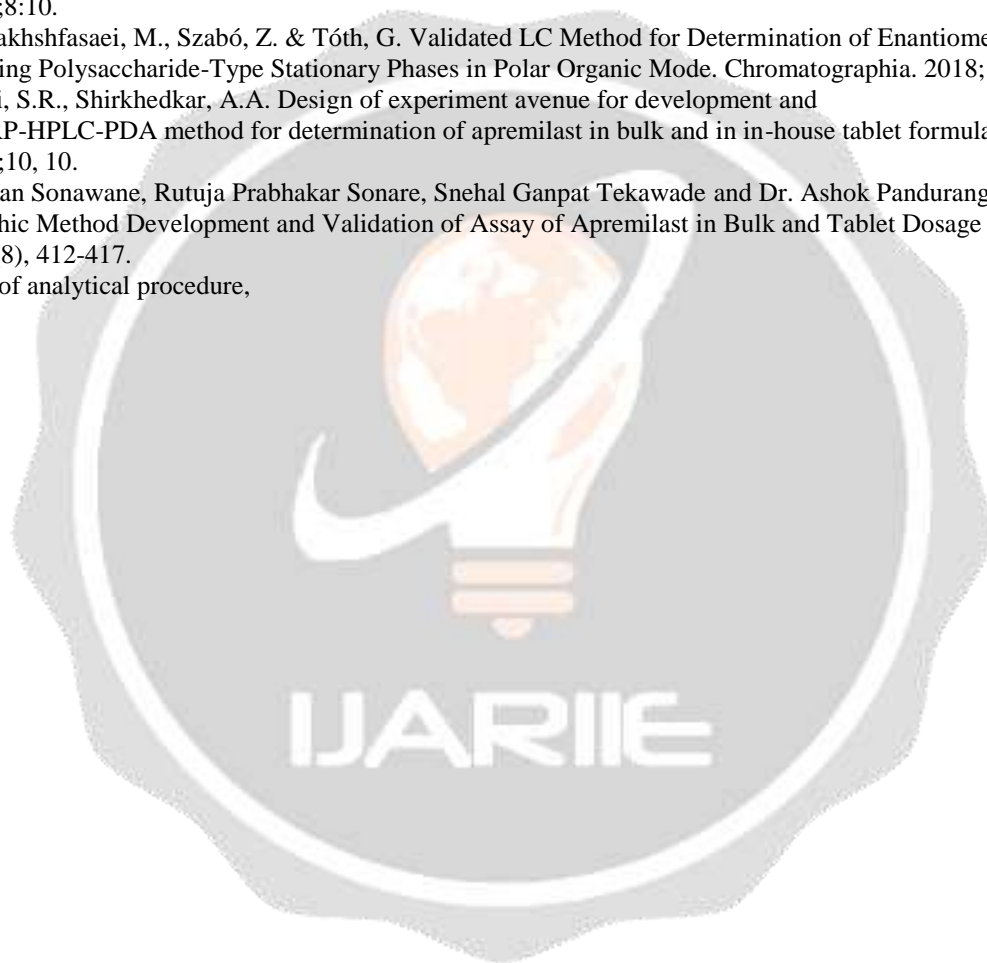 ;8:10.
akhshfasaei, M., Szabó, Z. & Tóth, G. Validated LC Method for Determination of Enantiome
ing Polysaccharide-Type Stationary Phases in Polar Organic Mode. Chromatographia. 2018;
i, S.R., Shirkhedkar, A.A. Design of experiment avenue for development and
RP-HPLC-PDA method for determination of apremilast in bulk and in in-house tablet formula
;10, 10.
an Sonawane, Rutuja Prabhakar Sonare, Snehal Ganpat Tekawade and Dr. Ashok Pandurang
hic Method Development and Validation of Assay of Apremilast in Bulk and Tablet Dosage
8), 412-417.
of analytical procedure,
IJARIIE